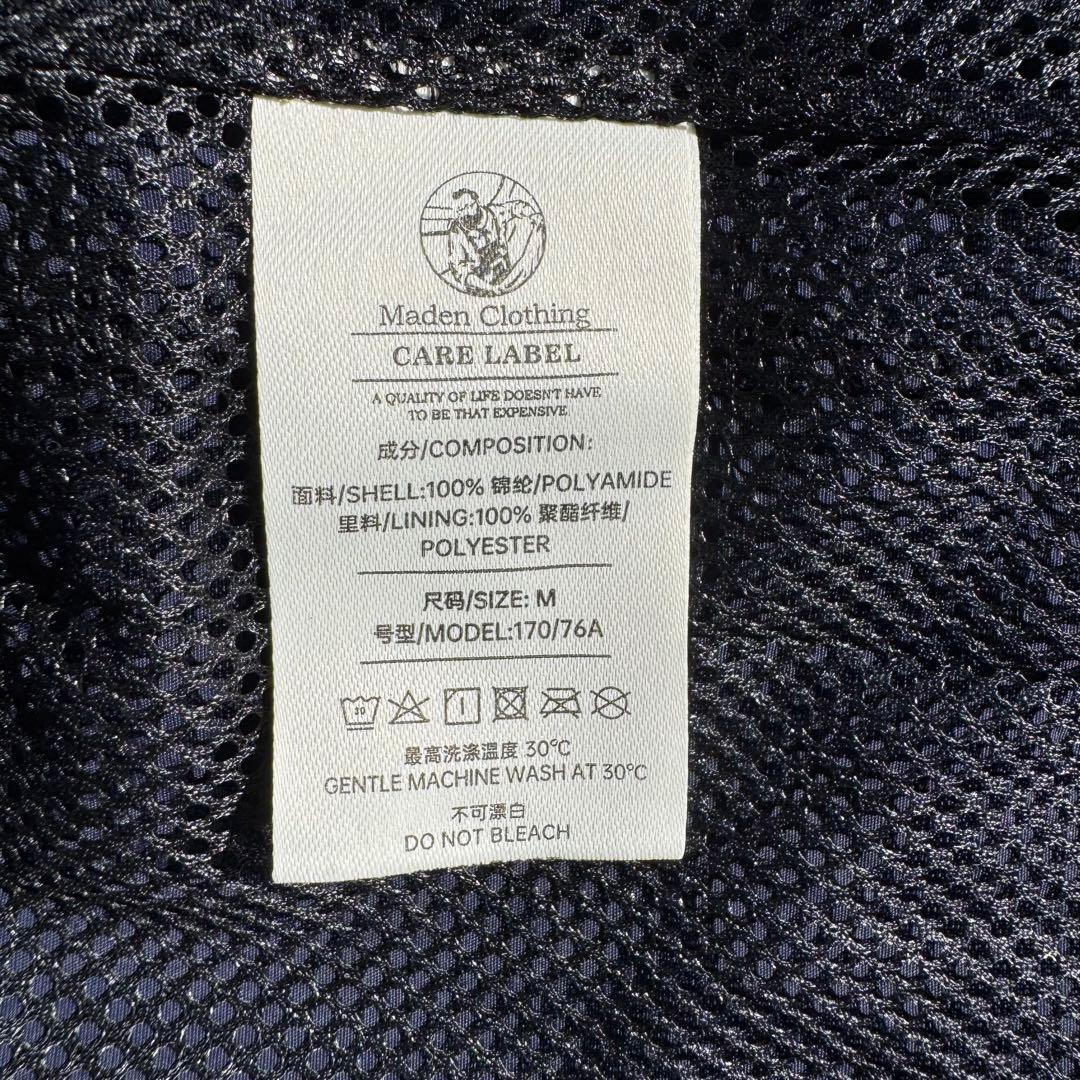 Maden Clothing
CARE LABEL
A QUALITY OF LIFE DOESN'T HAVE
TO BE THAT EXPENSIVE
成分/COMPOSITION:
面料/SHELL:100% 锦纶/POLYAMIDE
里料/LINING:100% 聚酯纤维/
POLYESTER
尺码/SIZE: M
号型/MODEL:170/76A
30
最高洗涤温度 30℃
GENTLE MACHINE WASH AT 30℃
不可漂白
DO NOT BLEACH